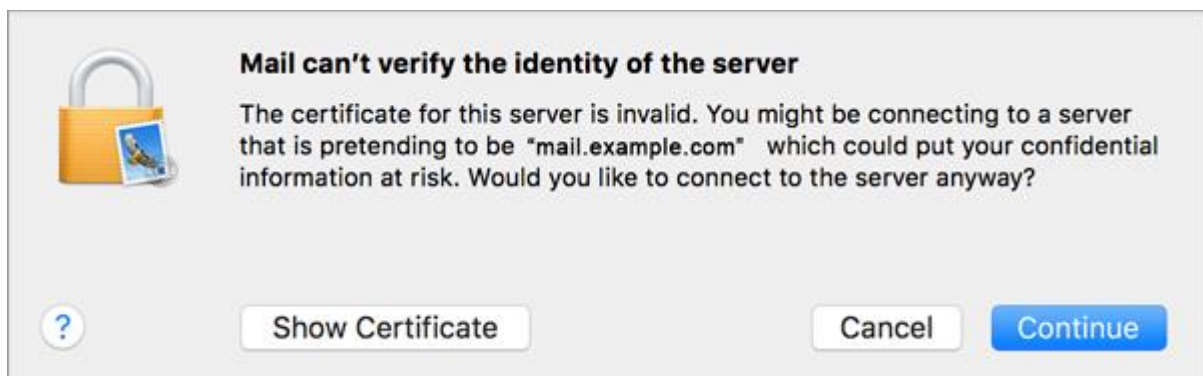 Mail can’t verify the identity of the server
The certificate for this server is invalid. You might be connecting to a server
that is pretending to be "mail.example.com" which could put your confidential
information at risk. Would you like to connect to the server anyway?
? Show Certificate Cancel Continue